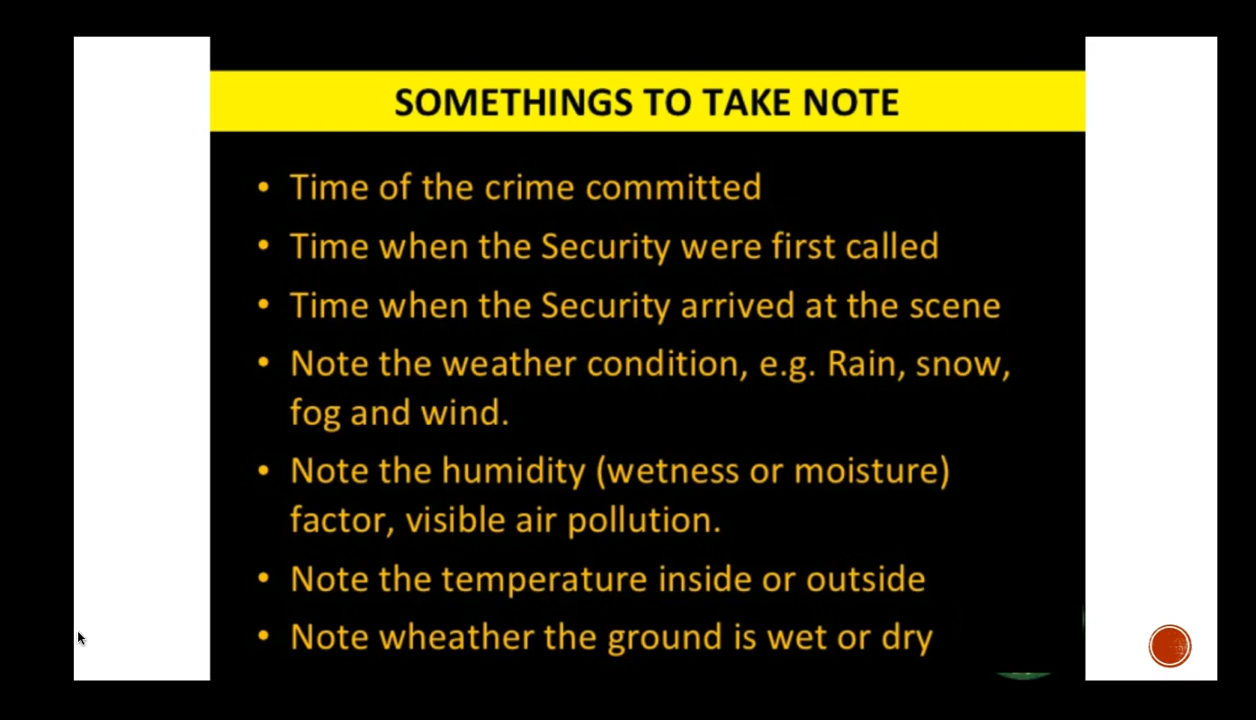 SOMETHINGS TO TAKE NOTE
• Time of the crime committed
• Time when the Security were first called
• Time when the Security arrived at the scene
• Note the weather condition, e.g. Rain, snow,
fog and wind.
• Note the humidity (wetness or moisture)
factor, visible air pollution.
• Note the temperature inside or outside
• Note wheather the ground is wet or dry